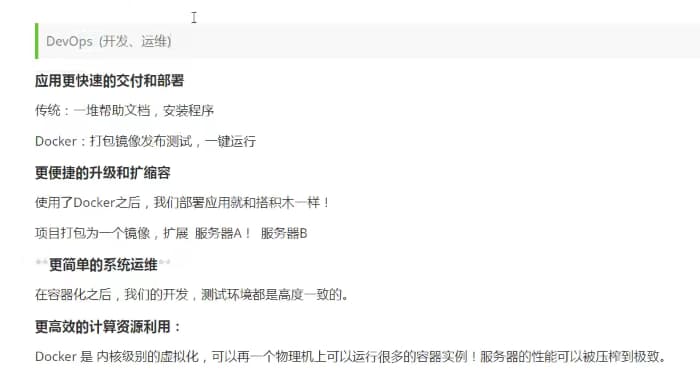 DevOps（开发、运维)
应用更快速的交付和部署
传统：一堆帮助文档，安装程序
Docker：打包镜像发布测试，一键运行
更便捷的升级和扩缩容
使用了Docker之后，我们部署应用就和搭积木一样！
项目打包为一个镜像，扩展 服务器A！ 服务器B
**更简单的系统运维**
在容器化之后，我们的开发，测试环境都是高度一致的。
更高效的计算资源利用：
Docker 是 内核级别的虚拟化，可以再一个物理机上可以运行很多的容器实例！服务器的性能可以被压榨到极致。